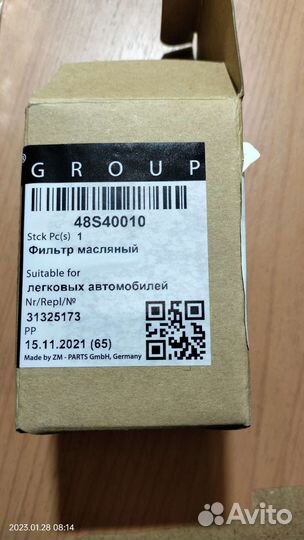 ® GROUP
48S40010
Stck Pc(s) 1
Фильтр масляный
Suitable for
легковых автомобилей
Nr/Repl/№
31325173
PP
15.11.2021 (65)
Made by ZM - PARTS GmbH, Germany
2023.01.28 08:14
Avito